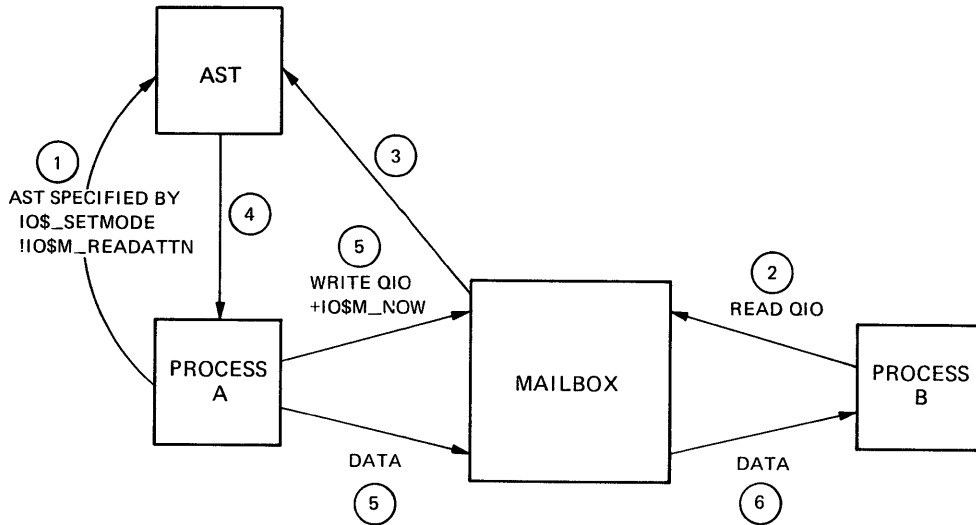 AST
1
AST SPECIFIED BY
IO$_SETMODE
!IO$M_READATTN
3
4
5
WRITE QIO
+IO$M_NOW
2
READ QIO
PROCESS
A
MAILBOX
PROCESS
B
DATA
5
DATA
6